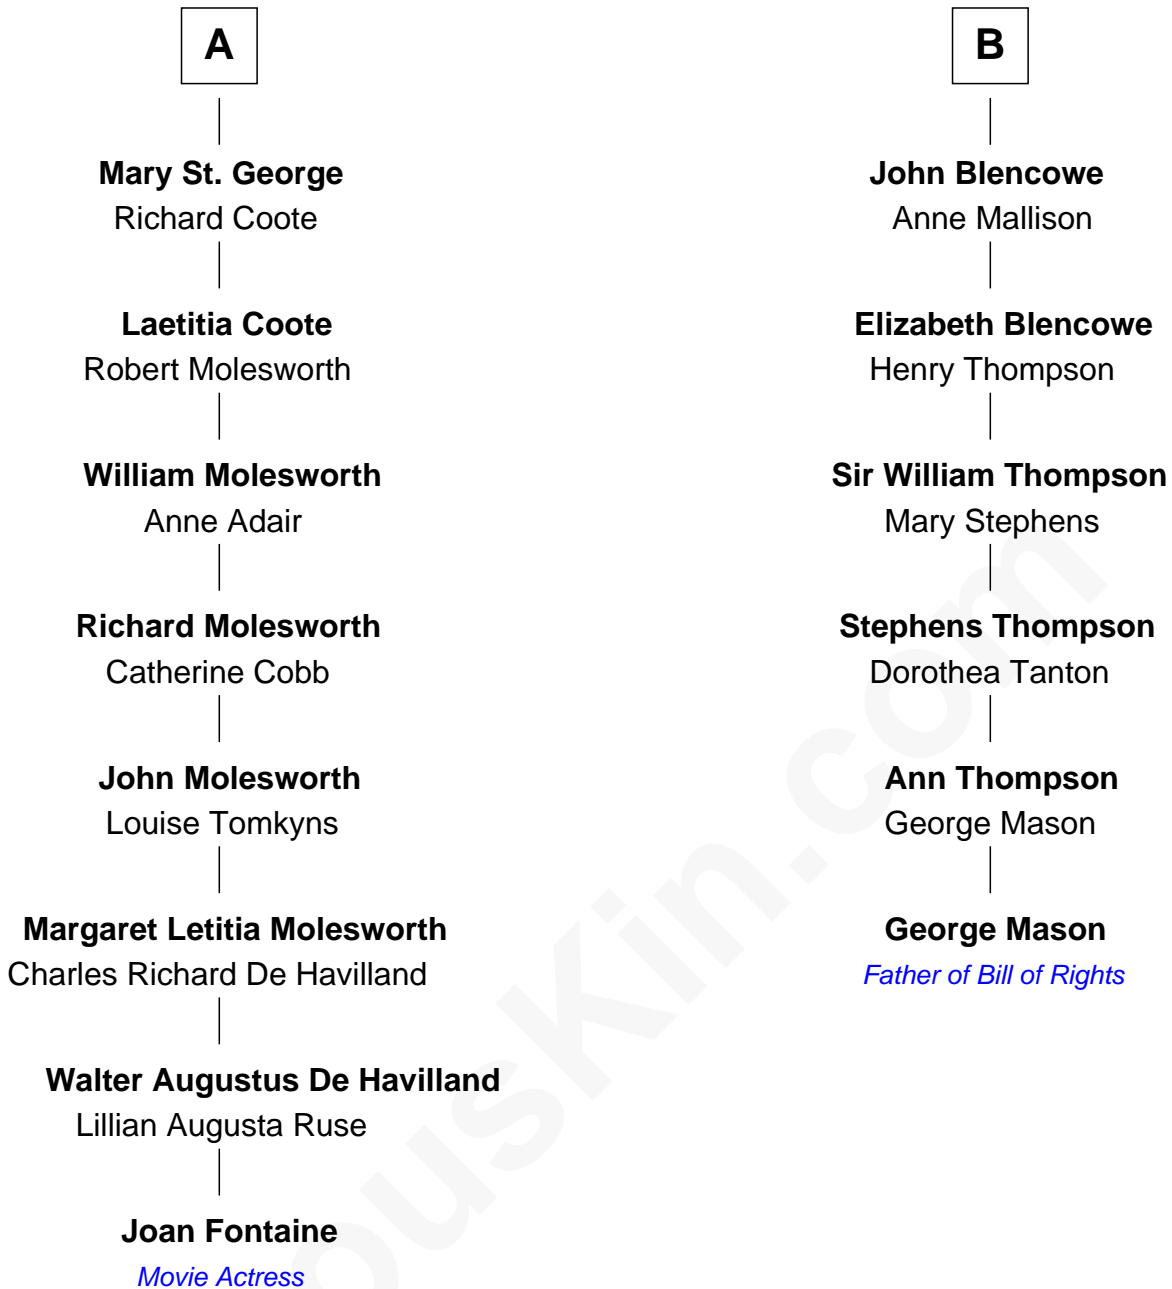 A
Mary St. George
Richard Coote
Laetitia Coote
Robert Molesworth
William Molesworth
Anne Adair
Richard Molesworth
Catherine Cobb
John Molesworth
Louise Tomkyns
Margaret Letitia Molesworth
Charles Richard De Havilland
Walter Augustus De Havilland
Lillian Augusta Ruse
Joan Fontaine
Movie Actress
B
John Blencowe
Anne Mallison
Elizabeth Blencowe
Henry Thompson
Sir William Thompson
Mary Stephens
Stephens Thompson
Dorothea Tanton
Ann Thompson
George Mason
George Mason
Father of Bill of Rights
ousKin.com